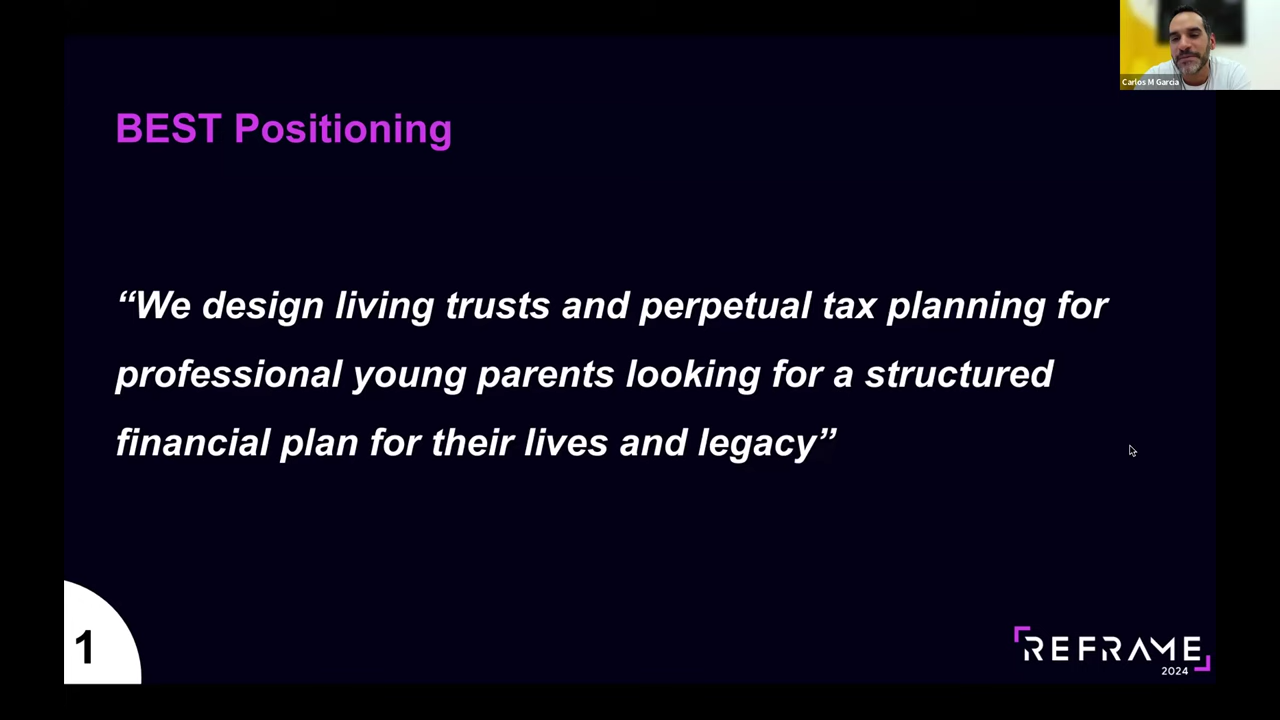 Carlos M Garcia
BEST Positioning
“We design living trusts and perpetual tax planning for
professional young parents looking for a structured
financial plan for their lives and legacy”
1
REFRAME
2024